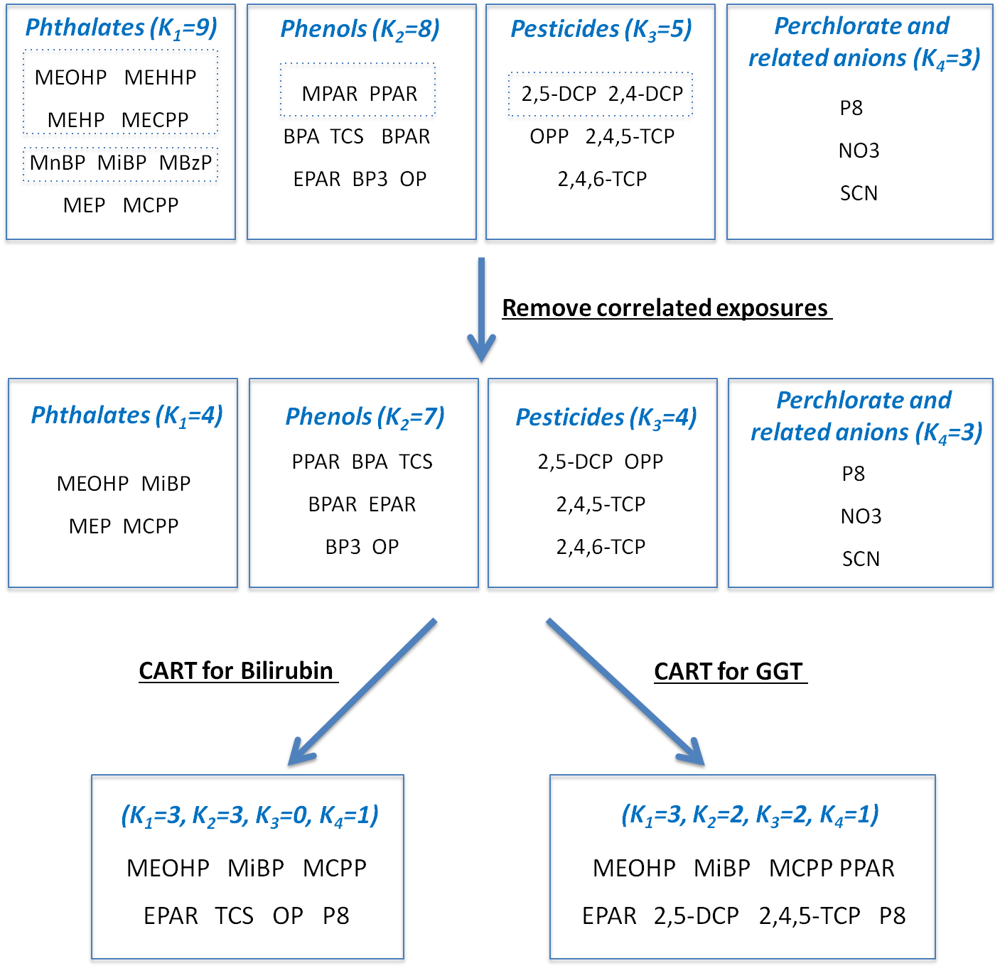 Phthalates (K1=9)
MEOHP MEHHP
MEHP MECPP
MnBP MiBP MBzP
MEP MCPP
Phenols (K2=8)
MPAR PPAR
BPA TCS BPAR
EPAR BP3 OP
Pesticides (K3=5)
2,5-DCP 2,4-DCP
OPP 2,4,5-TCP
2,4,6-TCP
Perchlorate and
related anions (K4=3)
P8
NO3
SCN
Remove correlated exposures
Phthalates (K1=4)
MEOHP MiBP
MEP MCPP
Phenols (K2=7)
PPAR BPA TCS
BPAR EPAR
BP3 OP
Pesticides (K3=4)
2,5-DCP OPP
2,4,5-TCP
2,4,6-TCP
Perchlorate and
related anions (K4=3)
P8
NO3
SCN
CART for Bilirubin
CART for GGT
(K1=3, K2=3, K3=0, K4=1)
MEOHP MiBP MCPP
EPAR TCS OP P8
(K1=3, K2=2, K3=2, K4=1)
MEOHP MiBP MCPP PPAR
EPAR 2,5-DCP 2,4,5-TCP P8